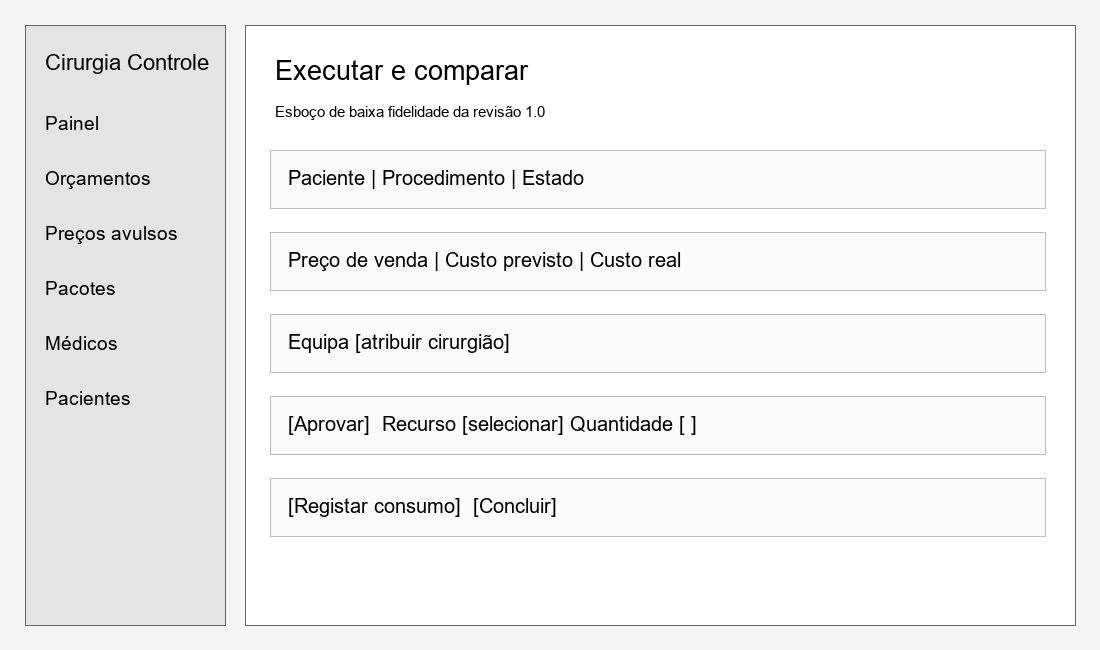 Cirurgia Controle
Painel
Orçamentos
Preços avulsos
Pacotes
Médicos
Pacientes
Executar e comparar
Esboço de baixa fidelidade da revisão 1.0
Paciente | Procedimento | Estado
Preço de venda | Custo previsto | Custo real
Equipa [atribuir cirurgião]
[Aprovar]  Recurso [selecionar] Quantidade [ ]
[Registar consumo]  [Concluir]